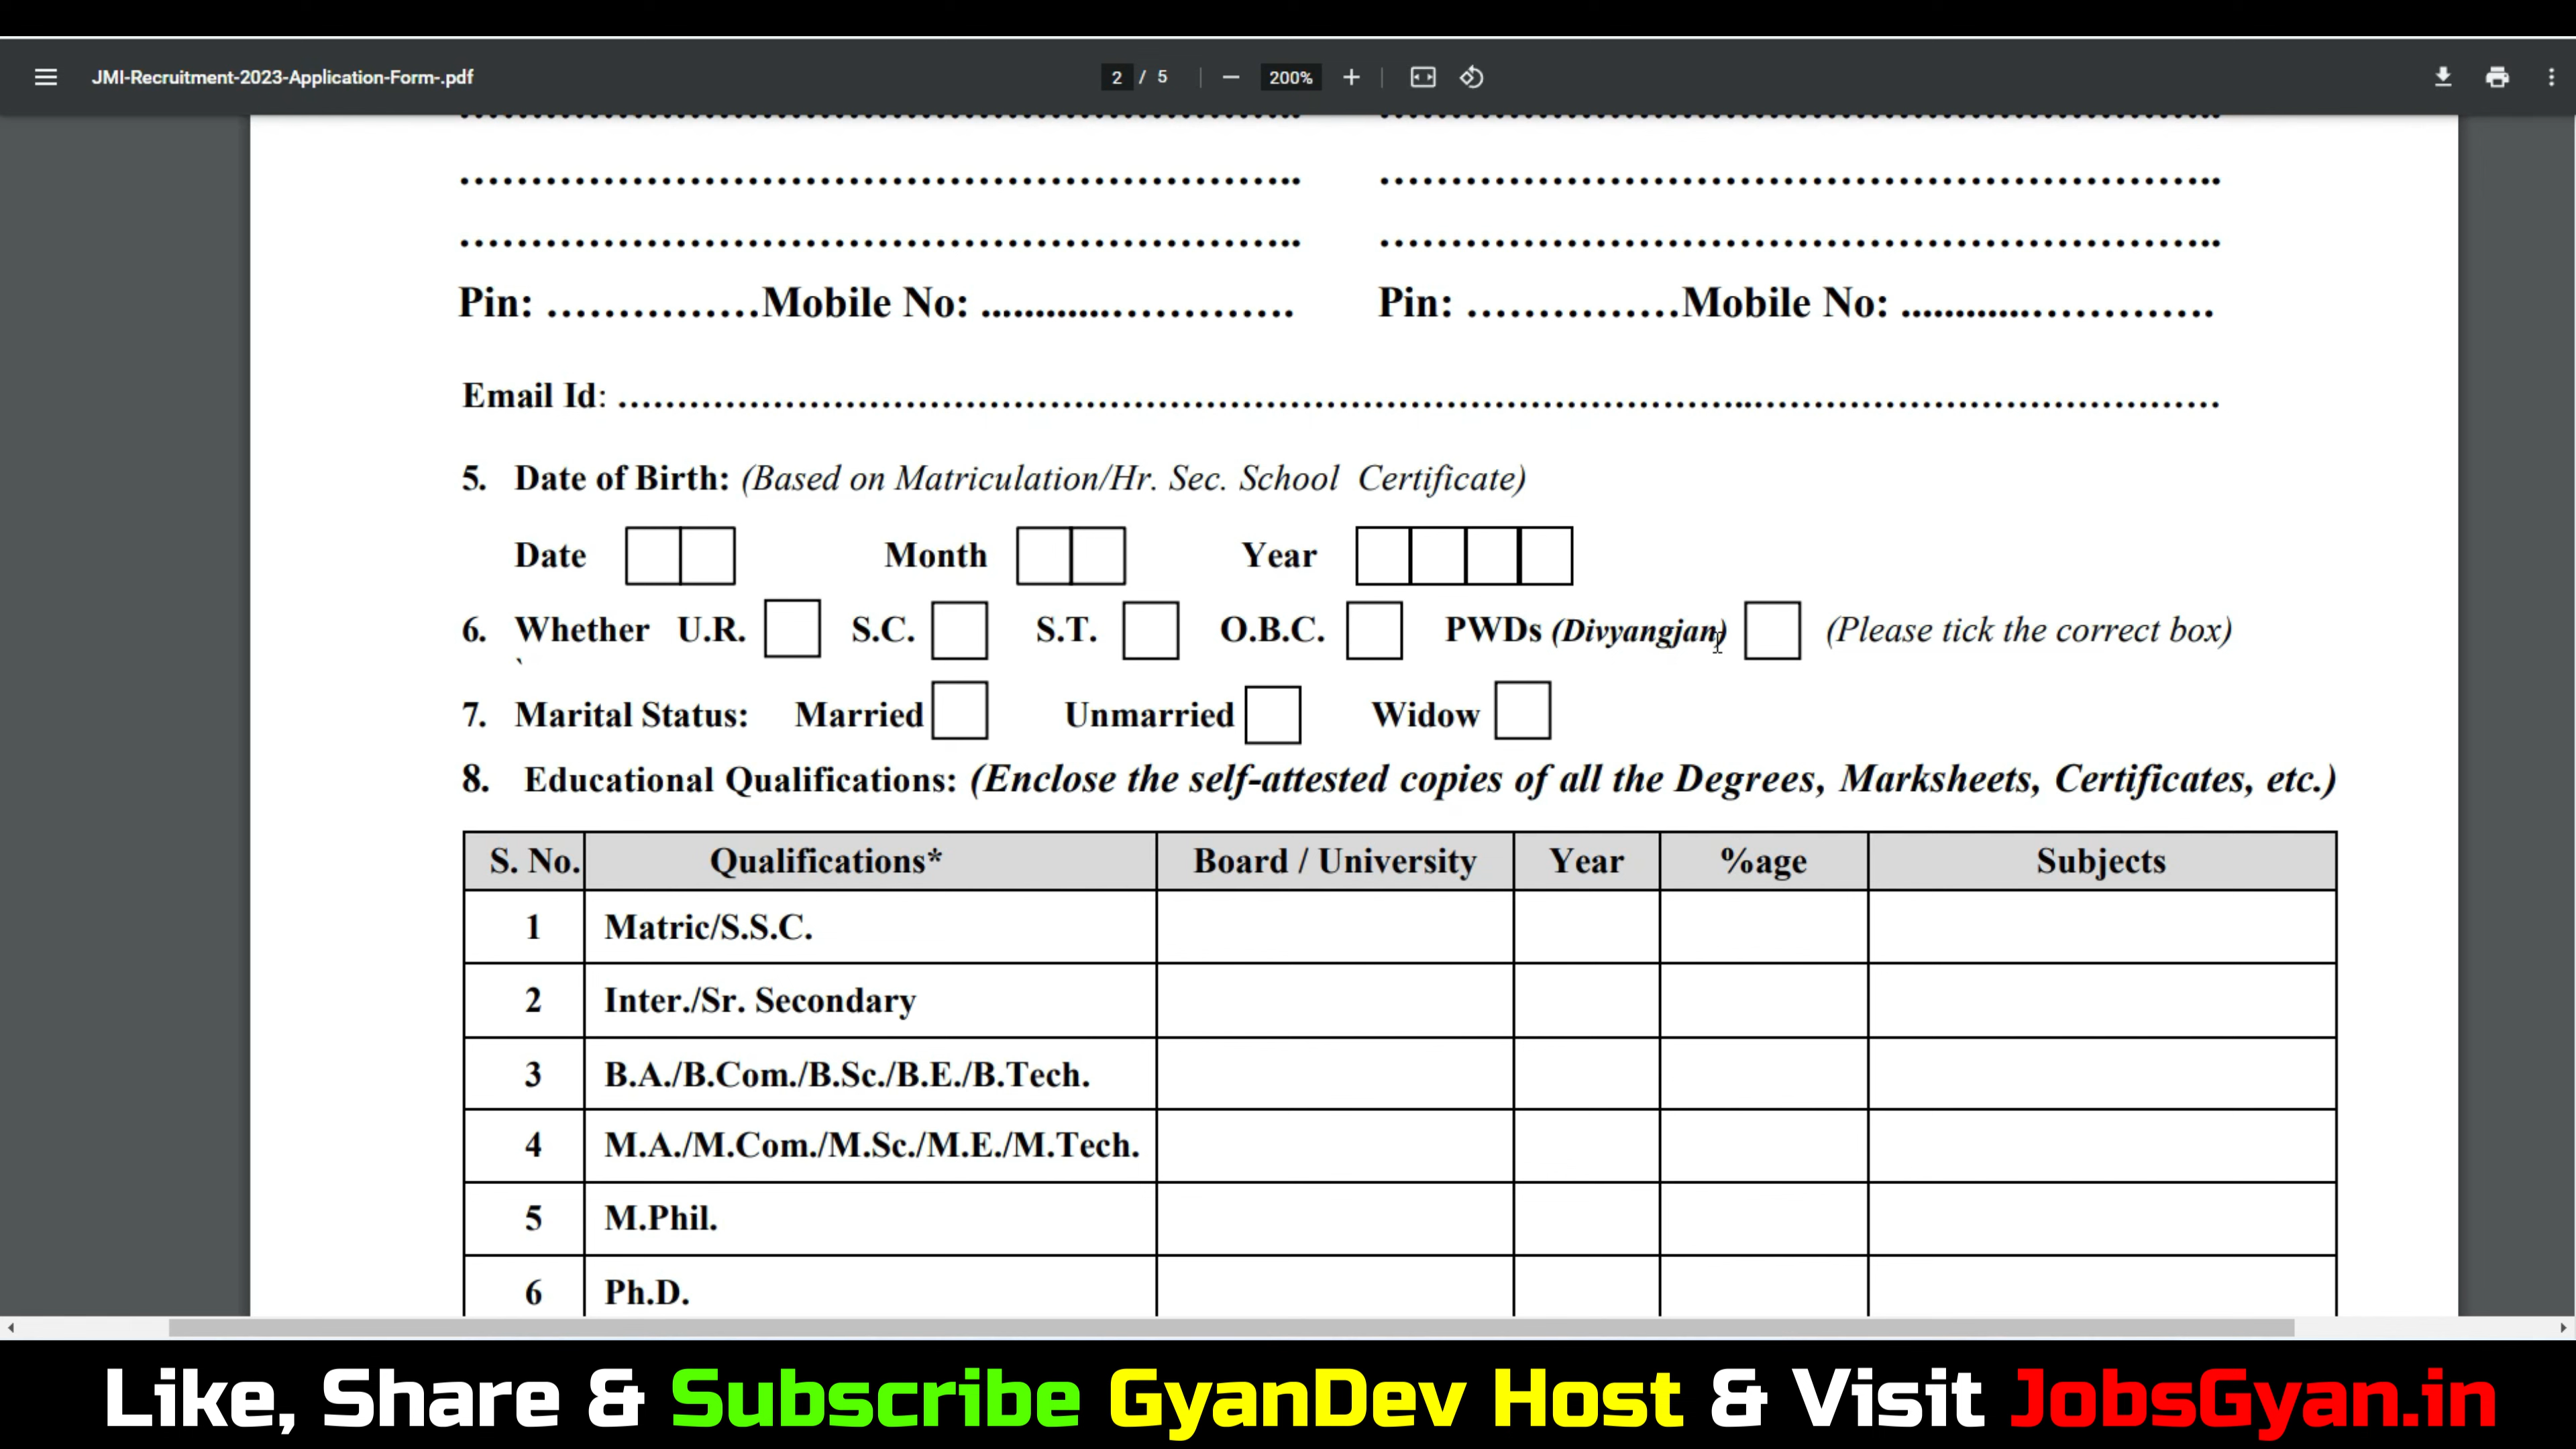 JMI-Recruitment-2023-Application-Form-.pdf 2 / 5 200%
................................................................ ................................................................
................................................................ ................................................................
................................................................ ................................................................
Pin: ……………Mobile No: ............…………. Pin: ……………Mobile No: ............………….
Email Id: ……………………………………………………………………...…………………………
5. Date of Birth: (Based on Matriculation/Hr. Sec. School Certificate)
Date Month Year
6. Whether U.R. S.C. S.T. O.B.C. PWDs (Divyangjan) (Please tick the correct box)
`
7. Marital Status: Married Unmarried Widow
8. Educational Qualifications: (Enclose the self-attested copies of all the Degrees, Marksheets, Certificates, etc.)
S. No. Qualifications* Board / University Year %age Subjects
1 Matric/S.S.C.
2 Inter./Sr. Secondary
3 B.A./B.Com./B.Sc./B.E./B.Tech.
4 M.A./M.Com./M.Sc./M.E./M.Tech.
5 M.Phil.
6 Ph.D.
Like, Share & Subscribe GyanDev Host & Visit JobsGyan.in